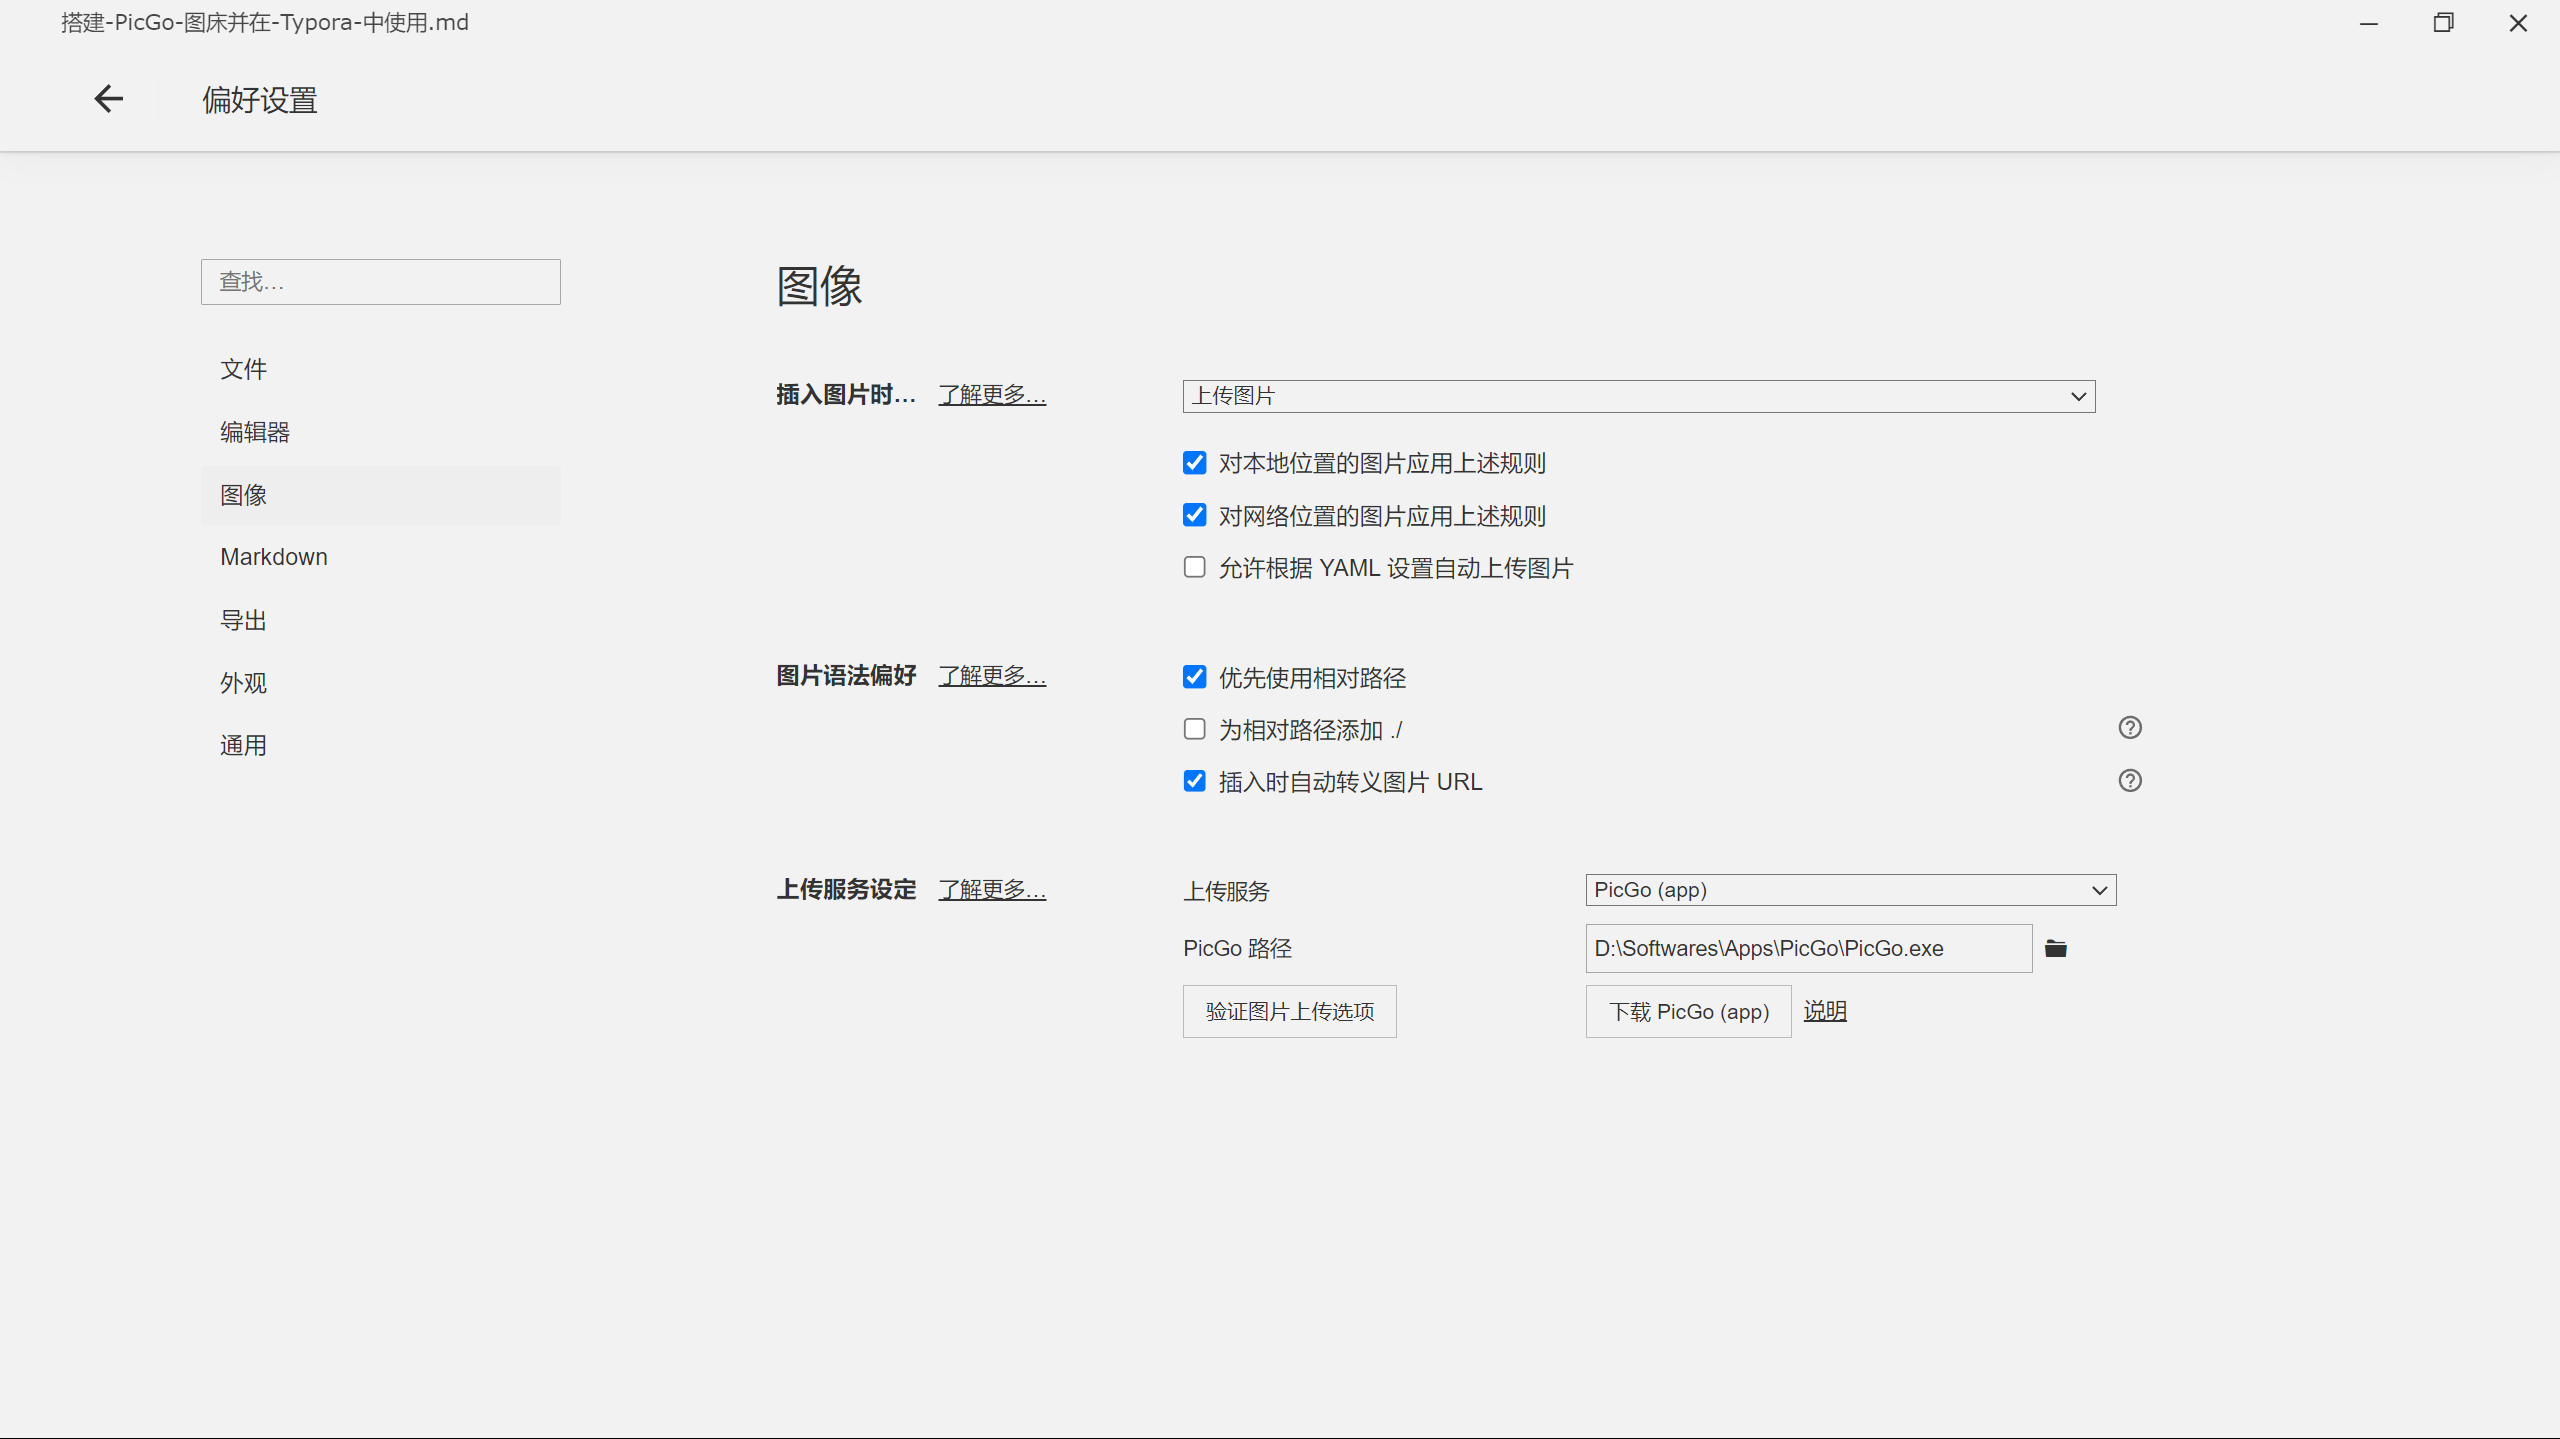 搭建-PicGo-图床并在-Typora-中使用.md
偏好设置
查找…
文件
编辑器
图像
Markdown
导出
外观
通用
图像
插入图片时… 了解更多… 上传图片
对本地位置的图片应用上述规则
对网络位置的图片应用上述规则
允许根据 YAML 设置自动上传图片
图片语法偏好 了解更多… 优先使用相对路径
为相对路径添加 ./
插入时自动转义图片 URL
上传服务设定 了解更多… 上传服务 PicGo (app)
PicGo 路径 D:\Softwares\Apps\PicGo\PicGo.exe
验证图片上传选项 下载 PicGo (app) 说明